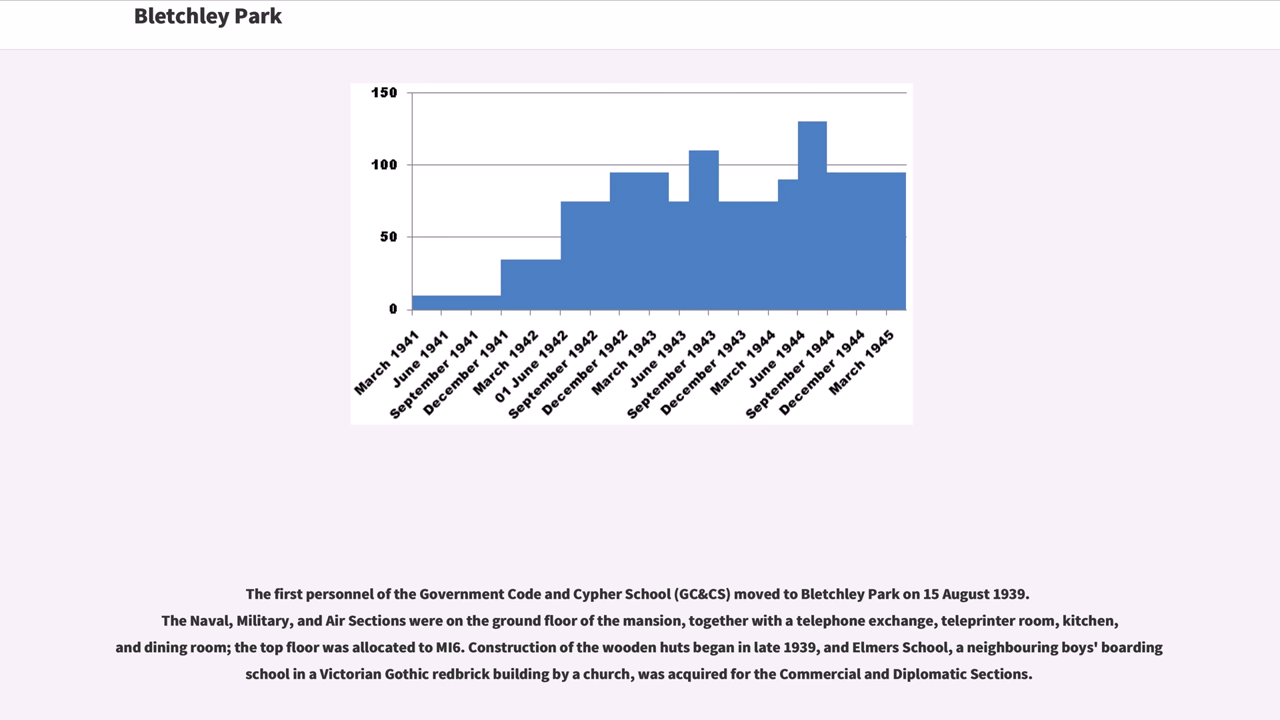 Bletchley Park
150
100
50
0
March 1941
June 1941
September 1941
December 1941
March 1942
01 June 1942
September 1942
December 1942
March 1943
June 1943
September 1943
December 1943
March 1944
June 1944
September 1944
December 1944
March 1945
The first personnel of the Government Code and Cypher School (GC&CS) moved to Bletchley Park on 15 August 1939.
The Naval, Military, and Air Sections were on the ground floor of the mansion, together with a telephone exchange, teleprinter room, kitchen,
and dining room; the top floor was allocated to MI6. Construction of the wooden huts began in late 1939, and Elmers School, a neighbouring boys' boarding
school in a Victorian Gothic redbrick building by a church, was acquired for the Commercial and Diplomatic Sections.